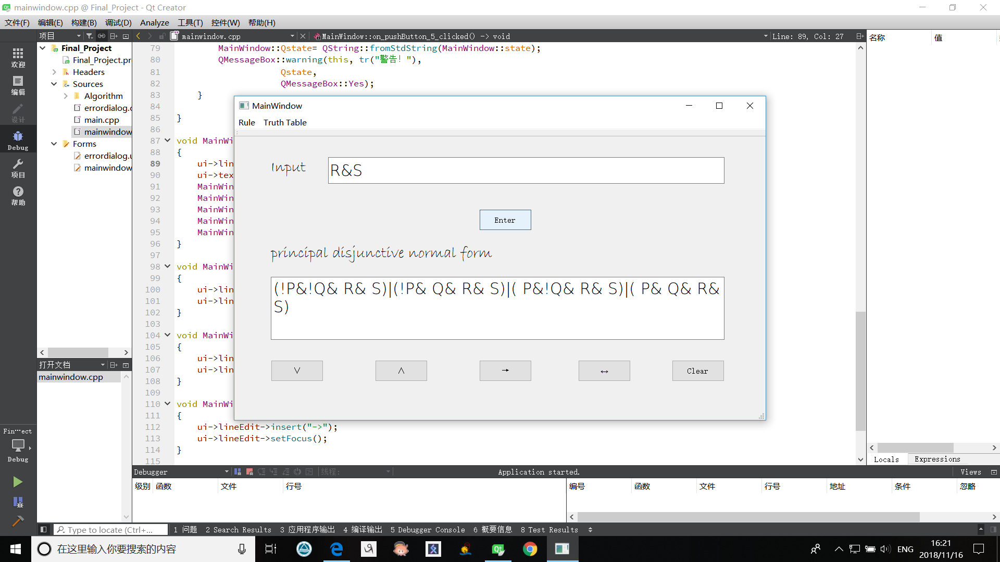 mainwindow.cpp @ Final_Project - Qt Creator
文件(F) 编辑(E) 构建(B) 调试(D) Analyze 工具(T) 控件(W) 帮助(H)
项目
mainwindow.cpp
MainWindow::on_pushButton_5_clicked() -> void
Line: 89, Col: 27
名称 值
欢迎
编辑
设计
Debug
项目
帮助
Final_Project
Final_Project.pr
Headers
Sources
Algorithm
errordialog.c
main.cpp
mainwindow
Forms
errordialog.u
mainwindow
打开文档
mainwindow.cpp
79 MainWindow::Qstate= QString::fromStdString(MainWindow::state);
80 QMessageBox::warning(this, tr("警告！"),
81 Qstate,
82 QMessageBox::Yes);
83 }
84
85 }
86
87 void MainWi
88 {
89 ui->lin
90 ui->tex
91 MainWin
92 MainWin
93 MainWin
94 MainWin
95 MainWin
96 }
97
98 void MainWi
99 {
100 ui->lin
101 ui->lin
102 }
103
104 void MainWi
105 {
106 ui->lin
107 ui->lin
108 }
109
110 void MainWi
111 {
112 ui->lineEdit->insert("->");
113 ui->lineEdit->setFocus();
114 }
115
MainWindow
Rule Truth Table
Input R&S
Enter
principal disjunctive normal form
(!P&!Q& R& S)|(!P& Q& R& S)|( P&!Q& R& S)|( P& Q& R&
S)
∨ ∧ → ↔ Clear
Locals Expressions
Fin···ect
Debug
Debugger 线程: Application started. Views
级别 函数 文件 行号
编号 函数 文件 行号 地址 条件 忽略
Type to locate (Ctrl+... 1 问题 2 Search Results 3 应用程序输出 4 编译输出 5 Debugger Console 6 概要信息 8 Test Results
在这里输入你要搜索的内容
ENG
16:21
2018/11/16